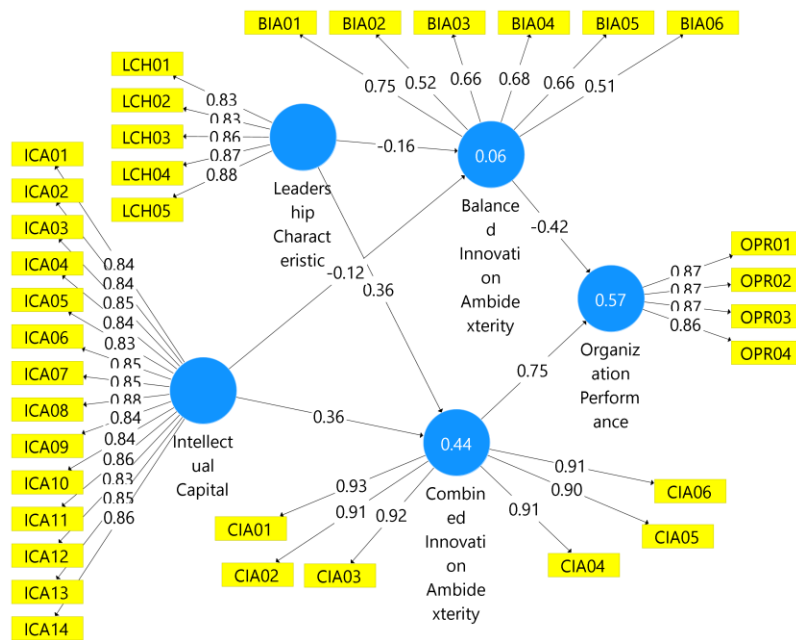 BIA01
BIA02
BIA03
BIA04
BIA05
BIA06
0.75
0.52
0.66
0.68
0.66
0.51
LCH01
LCH02
LCH03
LCH04
LCH05
0.83
0.83
0.86
0.87
0.88
Leaders
hip
Charact
eristic
-0.16
0.06
Balance
d
Innovati
on
Ambide
xterity
-0.12
0.36
-0.42
ICA01
ICA02
ICA03
ICA04
ICA05
ICA06
ICA07
ICA08
ICA09
ICA10
ICA11
ICA12
ICA13
ICA14
0.84
0.84
0.85
0.84
0.83
0.85
0.85
0.88
0.84
0.84
0.86
0.83
0.85
0.86
Intellect
ual
Capital
0.36
0.57
Organiz
ation
Perform
ance
0.87
0.87
0.87
0.86
OPR01
OPR02
OPR03
OPR04
0.75
0.44
Combin
ed
Innovati
on
Ambide
xterity
0.93
0.91
0.92
0.91
0.90
0.91
CIA01
CIA02
CIA03
CIA04
CIA05
CIA06